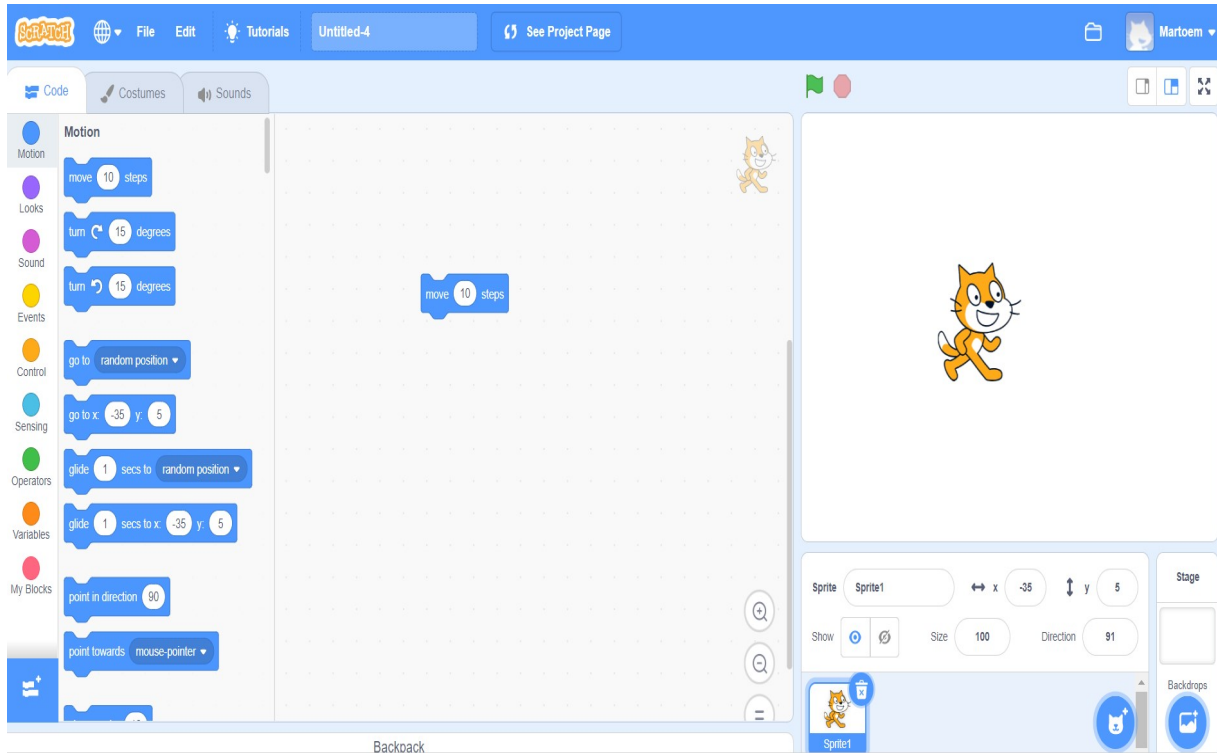 SCRATCH File Edit Tutorials Untitled-4 See Project Page Martoem
Code Costumes Sounds
Motion
Looks
Sound
Events
Control
Sensing
Operators
Variables
My Blocks
Motion
move 10 steps
turn 15 degrees
turn 15 degrees
go to random position
go to x: -35 y: 5
glide 1 secs to random position
glide 1 secs to x: -35 y: 5
point in direction 90
point towards mouse-pointer
move 10 steps
Backpack
Sprite Sprite1 x -35 y 5
Show Size 100 Direction 91
Sprite1
Stage
Backdrops